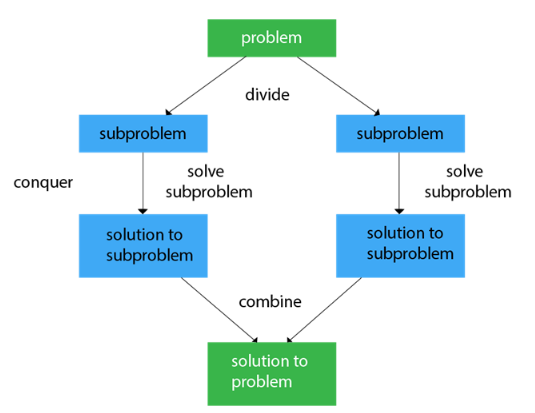 problem
divide
subproblem
subproblem
conquer
solve
subproblem
solve
subproblem
solution to
subproblem
solution to
subproblem
combine
solution to
problem